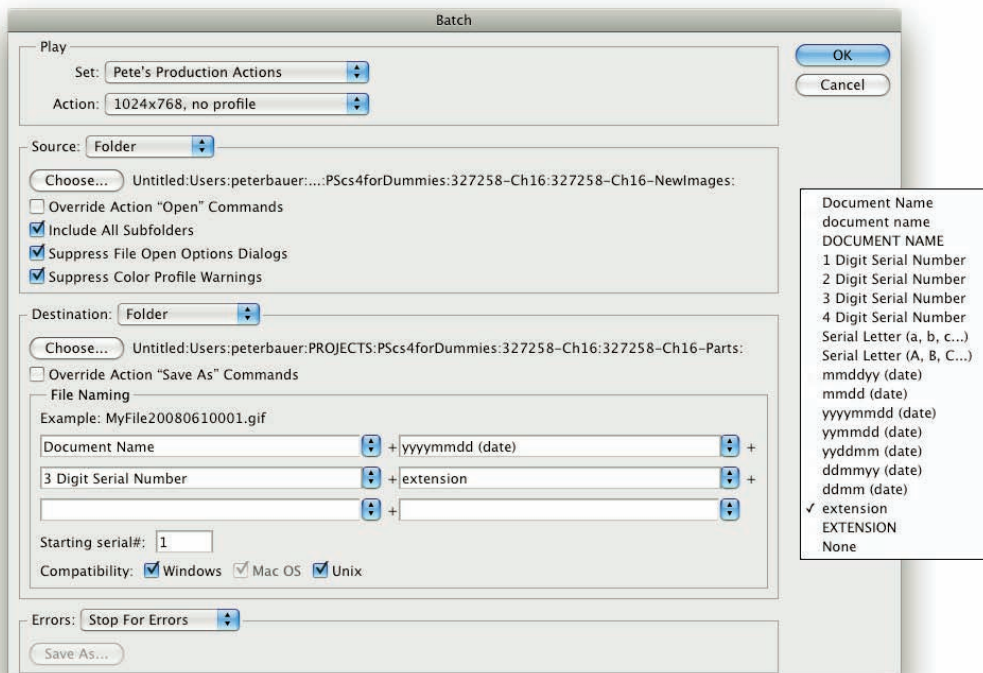 Batch
Play
Set: Pete's Production Actions
Action: 1024x768, no profile
OK
Cancel
Source: Folder
Choose... Untitled:Users:peterbauer:...:PScs4forDummies:327258-Ch16:327258-Ch16-NewImages:
Override Action "Open" Commands
Include All Subfolders
Suppress File Open Options Dialogs
Suppress Color Profile Warnings
Destination: Folder
Choose... Untitled:Users:peterbauer:PROJECTS:PScs4forDummies:327258-Ch16:327258-Ch16-Parts:
Override Action "Save As" Commands
File Naming
Example: MyFile20080610001.gif
Document Name + yyyymmdd (date) +
3 Digit Serial Number + extension +
+
Starting serial#: 1
Compatibility: Windows Mac OS Unix
Errors: Stop For Errors
Save As...
Document Name
document name
DOCUMENT NAME
1 Digit Serial Number
2 Digit Serial Number
3 Digit Serial Number
4 Digit Serial Number
Serial Letter (a, b, c...)
Serial Letter (A, B, C...)
mmddyy (date)
mmdd (date)
yyyymmdd (date)
yymmdd (date)
yyddmm (date)
ddmmyy (date)
ddmm (date)
✓ extension
EXTENSION
None